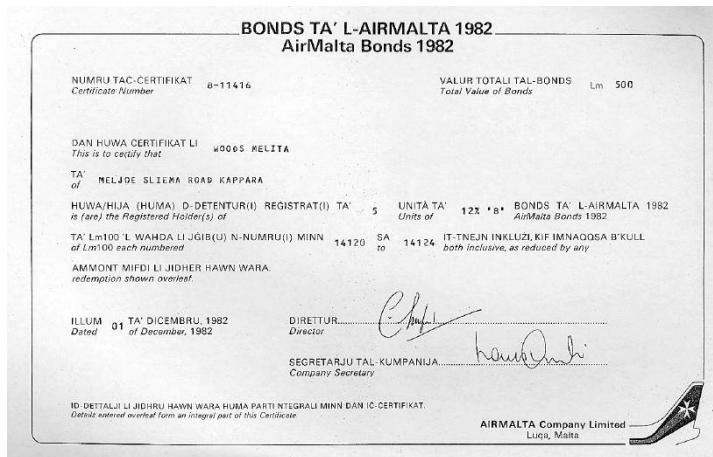 BONDS TA' L-AIRMALTA 1982
AirMalta Bonds 1982
NUMRU TAC-CERTIFIKAT 8-11416 VALUR TOTALI TAL-BONDS Lm 500
Certificate Number Total Value of Bonds
DAN HUWA CERTIFIKAT LI WOODS MELITA
This is to certify that
TA' MELJOE SLIEMA ROAD KAPPARA
of
HUWA/HIJA (HUMA) D-DETENTUR(I) REGISTRAT(I) TA' 5 UNITA TA' 12% "B" BONDS TA' L-AIRMALTA 1982
is (are) the Registered Holder(s) of Units of AirMalta Bonds 1982
TA' Lm100 'L WAHDA LI JĠIB(U) N-NUMRU(I) MINN 14120 SA 14124 IT-TNEJN INKLUŻI, KIF IMNAQQSA B'KULL
of Lm100 each numbered to both inclusive, as reduced by any
AMMONT MIFDI LI JIDHER HAWN WARA.
redemption shown overleaf.
ILLUM 01 TA' DICEMBRU, 1982 DIRETTUR
Dated of December, 1982 Director
SEGRETARJU TAL-KUMPANIJA
Company Secretary
ID-DETTALJI LI JIDHRU HAWN WARA HUMA PARTI NTEGRALI MINN DAN IC-CERTIFIKAT.
Details entered overleaf form an integral part of this Certificate.
AIRMALTA Company Limited
Luqa, Malta